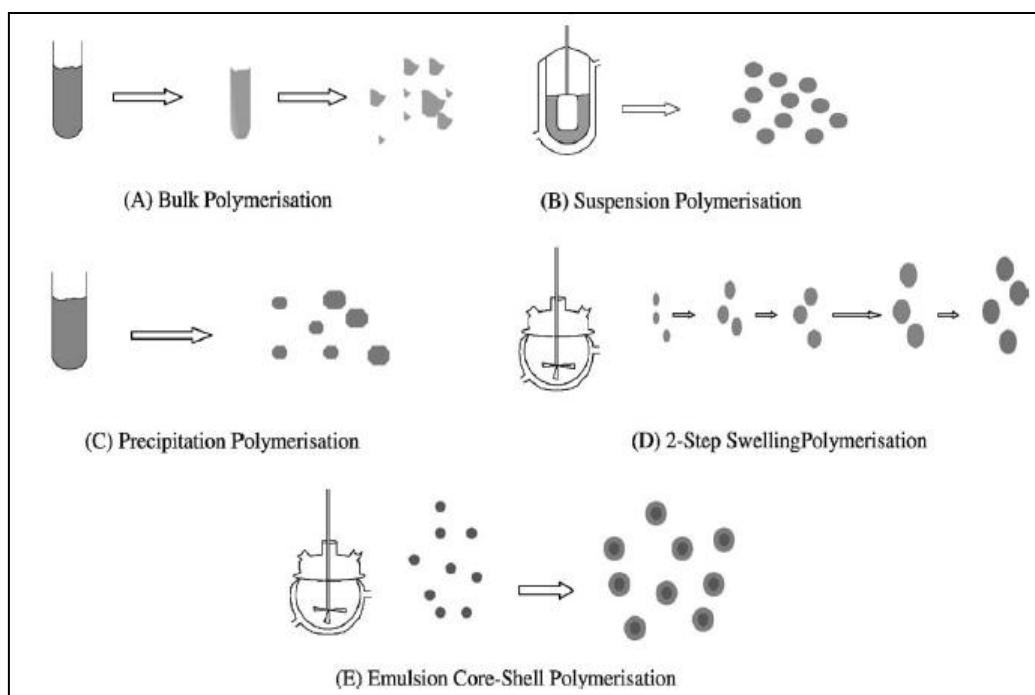 (A) Bulk Polymerisation
(B) Suspension Polymerisation
(C) Precipitation Polymerisation
(D) 2-Step SwellingPolymerisation
(E) Emulsion Core-Shell Polymerisation